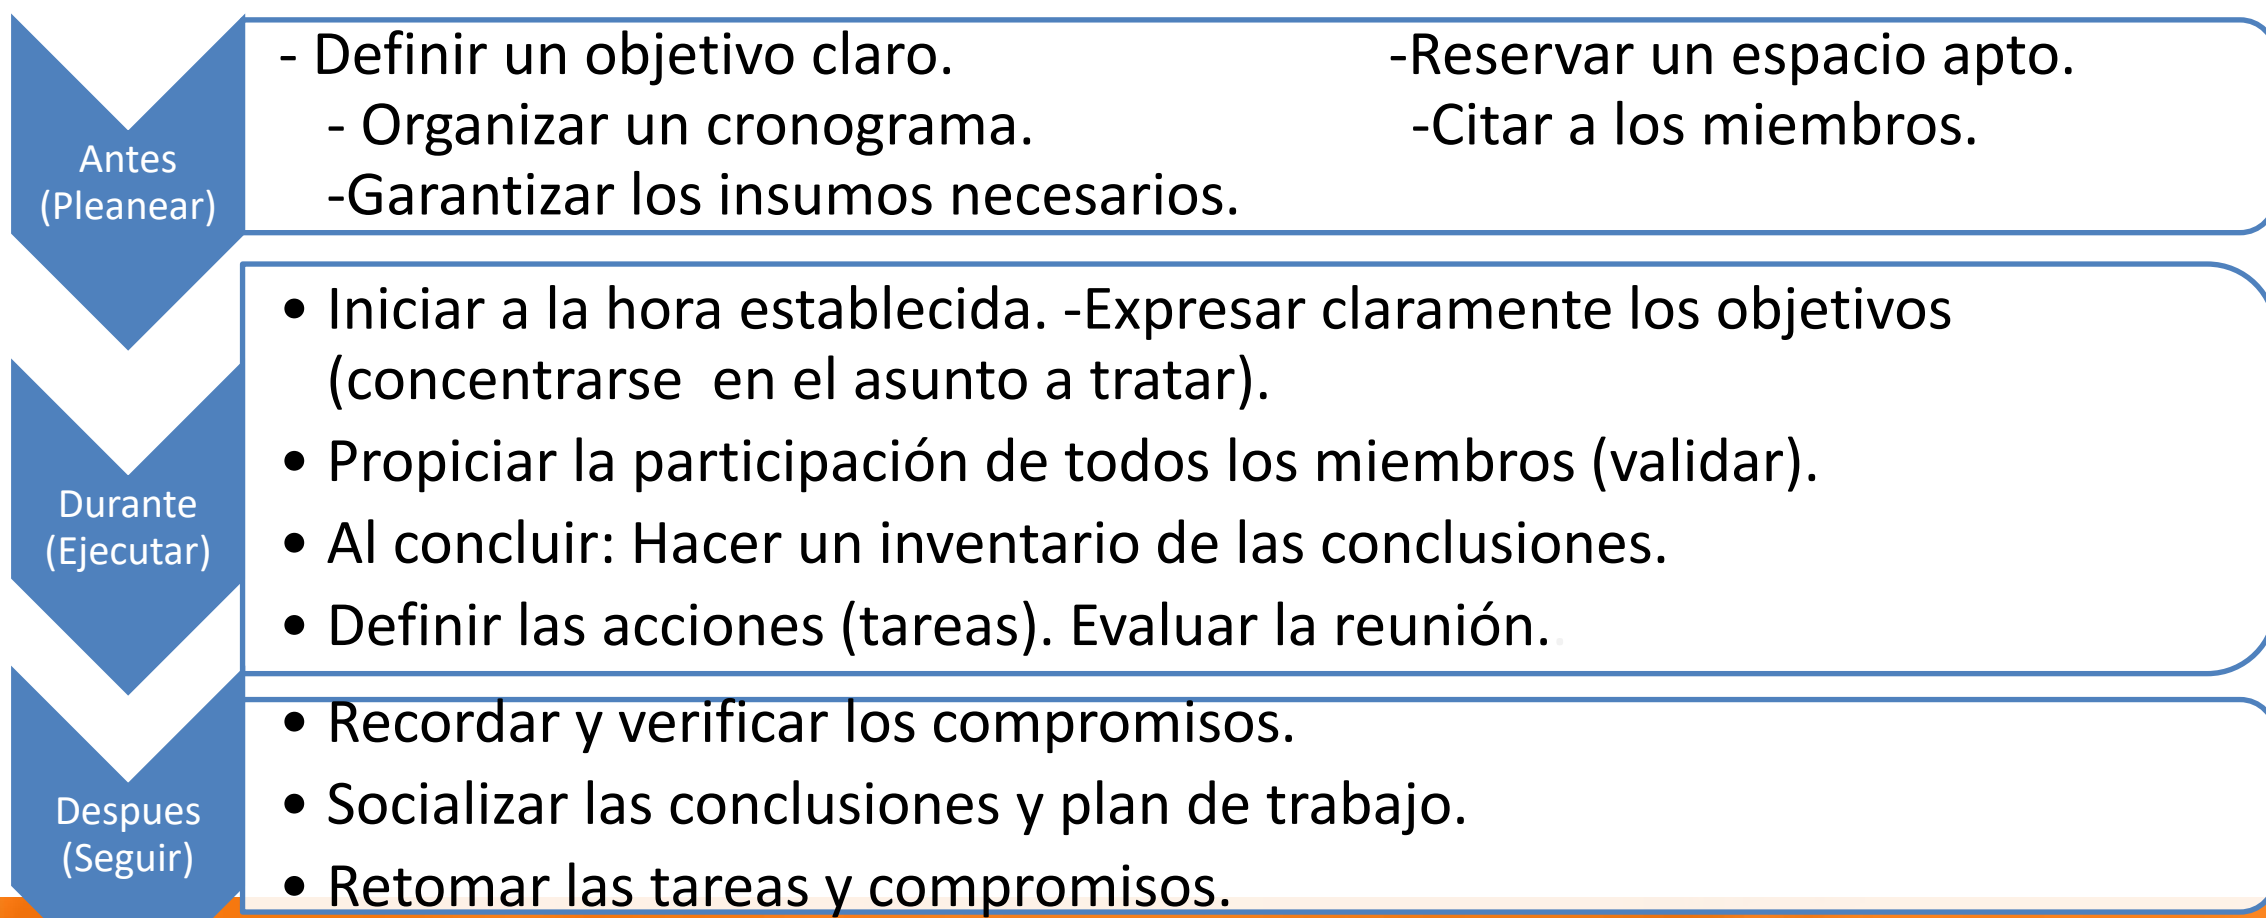 Antes
(Pleanear)
- Definir un objetivo claro. -Reservar un espacio apto.
- Organizar un cronograma. -Citar a los miembros.
-Garantizar los insumos necesarios.
Durante
(Ejecutar)
• Iniciar a la hora establecida. -Expresar claramente los objetivos
(concentrarse en el asunto a tratar).
• Propiciar la participación de todos los miembros (validar).
• Al concluir: Hacer un inventario de las conclusiones.
• Definir las acciones (tareas). Evaluar la reunión..
Despues
(Seguir)
• Recordar y verificar los compromisos.
• Socializar las conclusiones y plan de trabajo.
• Retomar las tareas y compromisos.